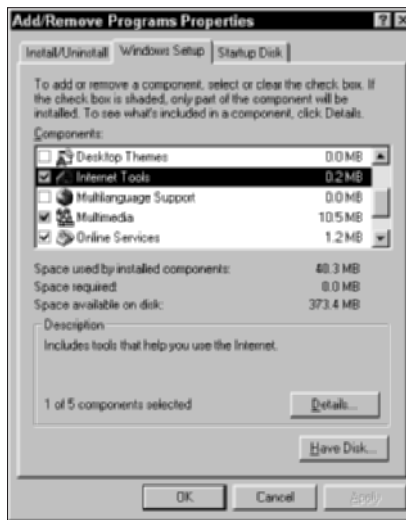 Add/Remove Programs Properties
Install/Uninstall Windows Setup Startup Disk
To add or remove a component, select or clear the check box. If
the check box is shaded, only part of the component will be
installed. To see what's included in a component, click Details.
Components:
Desktop Themes 0.0 MB
Internet Tools 0.2 MB
Multilanguage Support 0.0 MB
Multimedia 10.5 MB
Online Services 1.2 MB
Space used by installed components: 40.3 MB
Space required: 0.0 MB
Space available on disk: 373.4 MB
Description
Includes tools that help you use the Internet.
1 of 5 components selected
Details...
Have Disk...
OK Cancel Apply